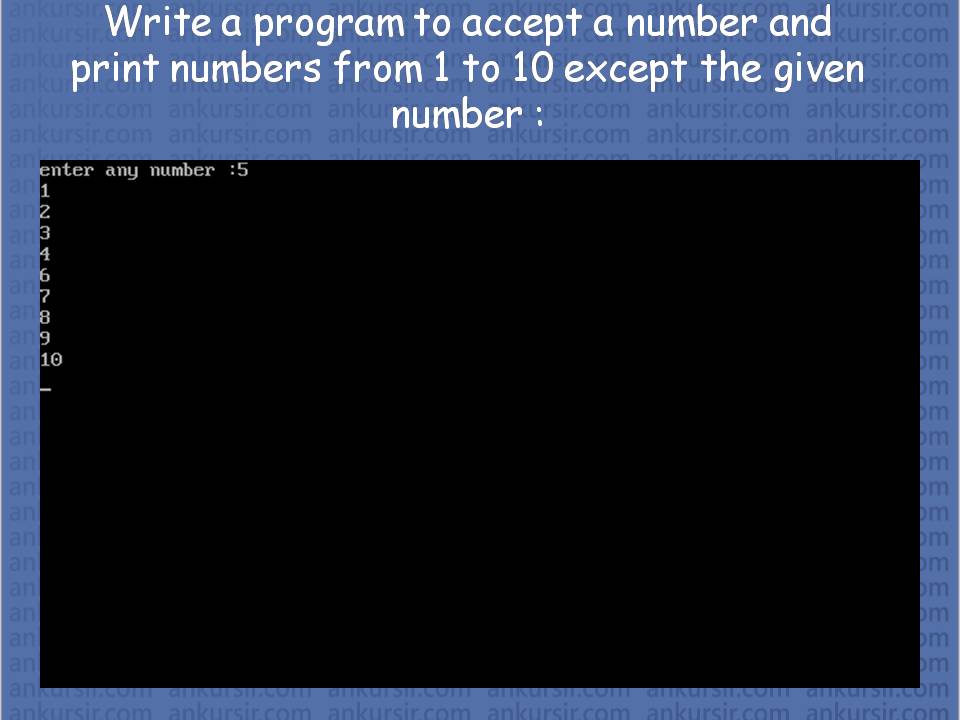 Write a program to accept a number and
print numbers from 1 to 10 except the given
number :
enter any number :5
1
2
3
4
6
7
8
9
10
_
ankursir.com